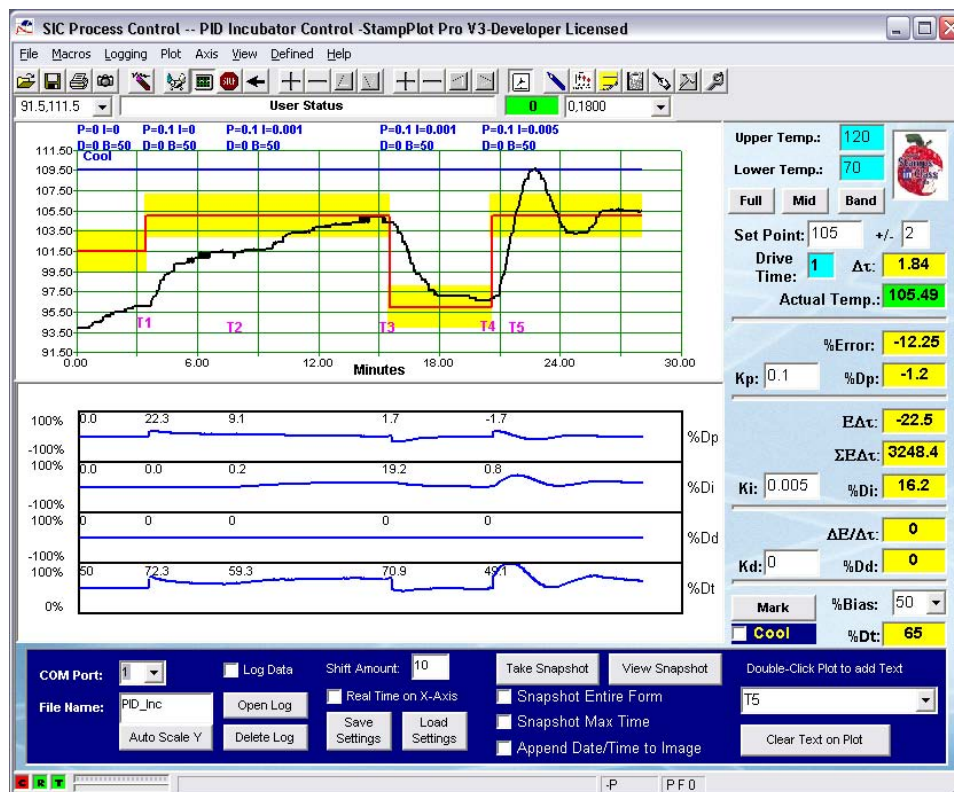 SIC Process Control -- PID Incubator Control -StampPlot Pro V3-Developer Licensed
File Macros Logging Plot Axis View Defined Help
91.5,111.5 User Status 0 0,1800
P=0 I=0 P=0.1 I=0 P=0.1 I=0.001 P=0.1 I=0.001 P=0.1 I=0.005
D=0 B=50 D=0 B=50 D=0 B=50 D=0 B=50 D=0 B=50
Cool
111.50
109.50
107.50
105.50
103.50
101.50
99.50
97.50
95.50
93.50
91.50
T1 T2 T3 T4 T5
0.00 6.00 12.00 18.00 24.00 30.00
Minutes
100% 0.0 22.3 9.1 1.7 -1.7
-100% %Dp
100% 0.0 0.0 0.2 19.2 0.8
-100% %Di
100% 0 0 0 0 0
-100% %Dd
100% 50 72.3 59.3 70.9 49.1
0% %Dt
Upper Temp.: 120
Lower Temp.: 70
Stamps
in Class
Full Mid Band
Set Point: 105 +/- 2
Drive Time: 1 Δτ: 1.84
Actual Temp.: 105.49
%Error: -12.25
Kp: 0.1 %Dp: -1.2
EΔτ: -22.5
ΣEΔτ: 3248.4
Ki: 0.005 %Di: 16.2
ΔE/Δτ: 0
Kd: 0 %Dd: 0
Mark %Bias: 50
Cool %Dt: 65
COM Port: 1 Log Data Shift Amount: 10 Take Snapshot View Snapshot Double-Click Plot to add Text
File Name: PID_Inc Open Log Real Time on X-Axis Snapshot Entire Form T5
Auto Scale Y Delete Log Save Settings Load Settings Snapshot Max Time
Append Date/Time to Image Clear Text on Plot
C R T -P P F 0